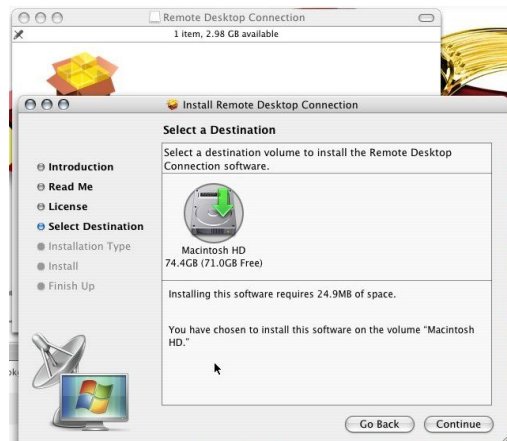 Remote Desktop Connection
1 item, 2.98 GB available
Install Remote Desktop Connection
Select a Destination
Introduction
Read Me
License
Select Destination
Installation Type
Install
Finish Up
Select a destination volume to install the Remote Desktop
Connection software.
Macintosh HD
74.4GB (71.0GB Free)
Installing this software requires 24.9MB of space.
You have chosen to install this software on the volume "Macintosh
HD."
Go Back
Continue